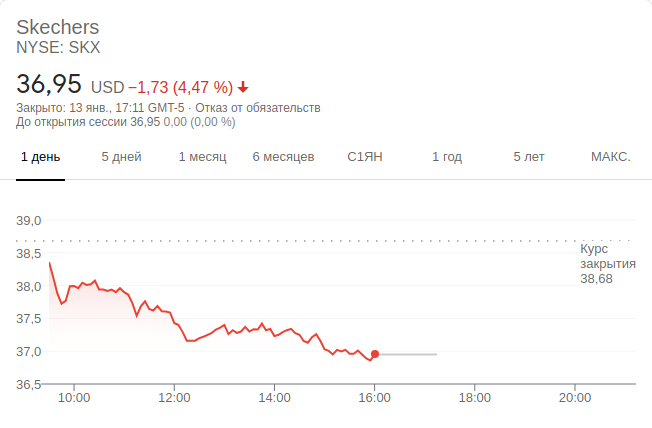 Skechers
NYSE: SKX
36,95 USD −1,73 (4,47 %)
Закрыто: 13 янв., 17:11 GMT-5 · Отказ от обязательств
До открытия сессии 36,95 0,00 (0,00 %)
1 день 5 дней 1 месяц 6 месяцев С1ЯН 1 год 5 лет МАКС.
39,0
Курс
38,5
закрытия
38,68
38,0
37,5
37,0
36,5
10:00 12:00 14:00 16:00 18:00 20:00